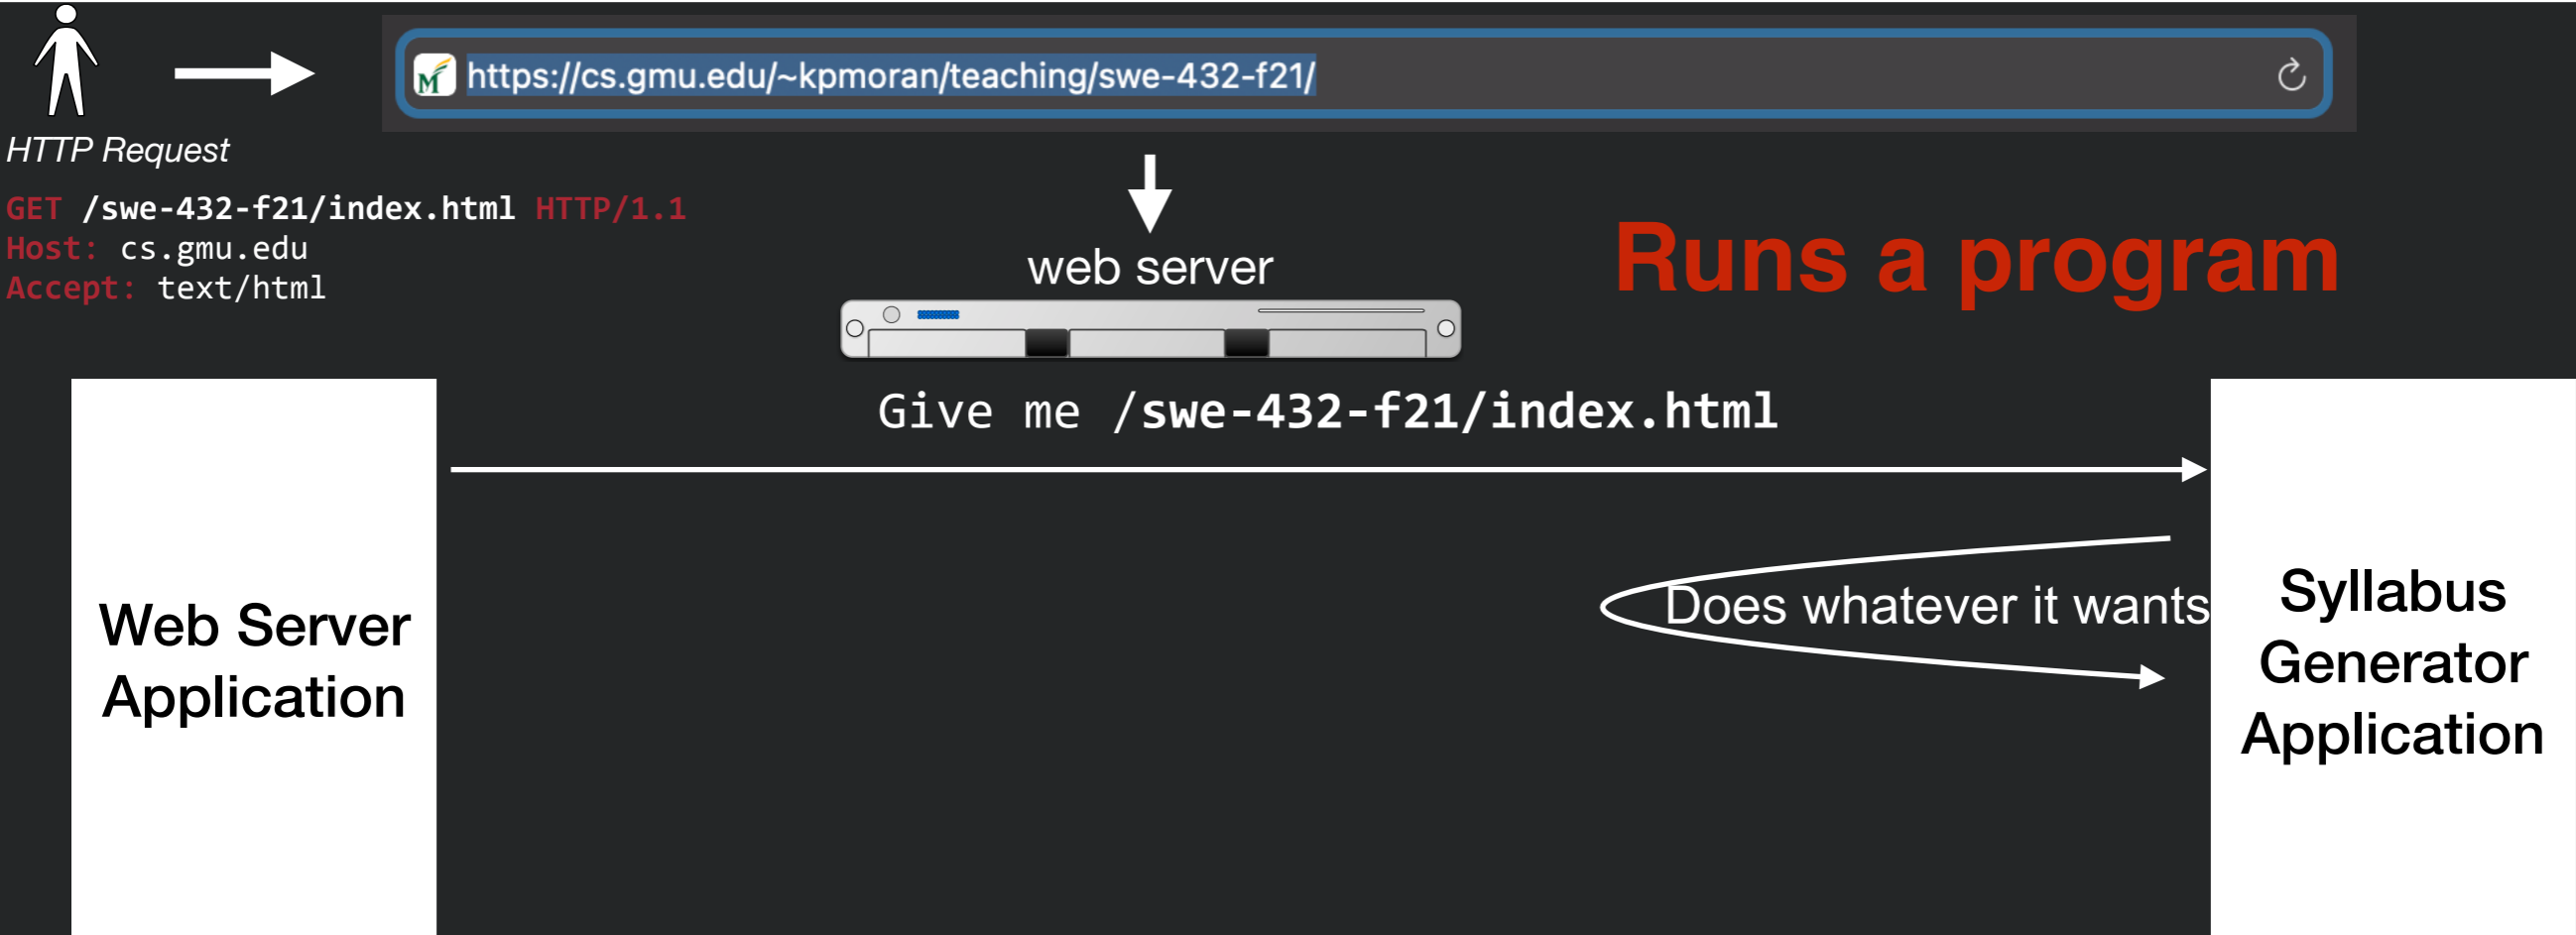 https://cs.gmu.edu/~kpmoran/teaching/swe-432-f21/
HTTP Request
GET /swe-432-f21/index.html HTTP/1.1
Host: cs.gmu.edu
Accept: text/html
web server
Runs a program
Give me /swe-432-f21/index.html
Web Server
Application
Does whatever it wants
Syllabus
Generator
Application